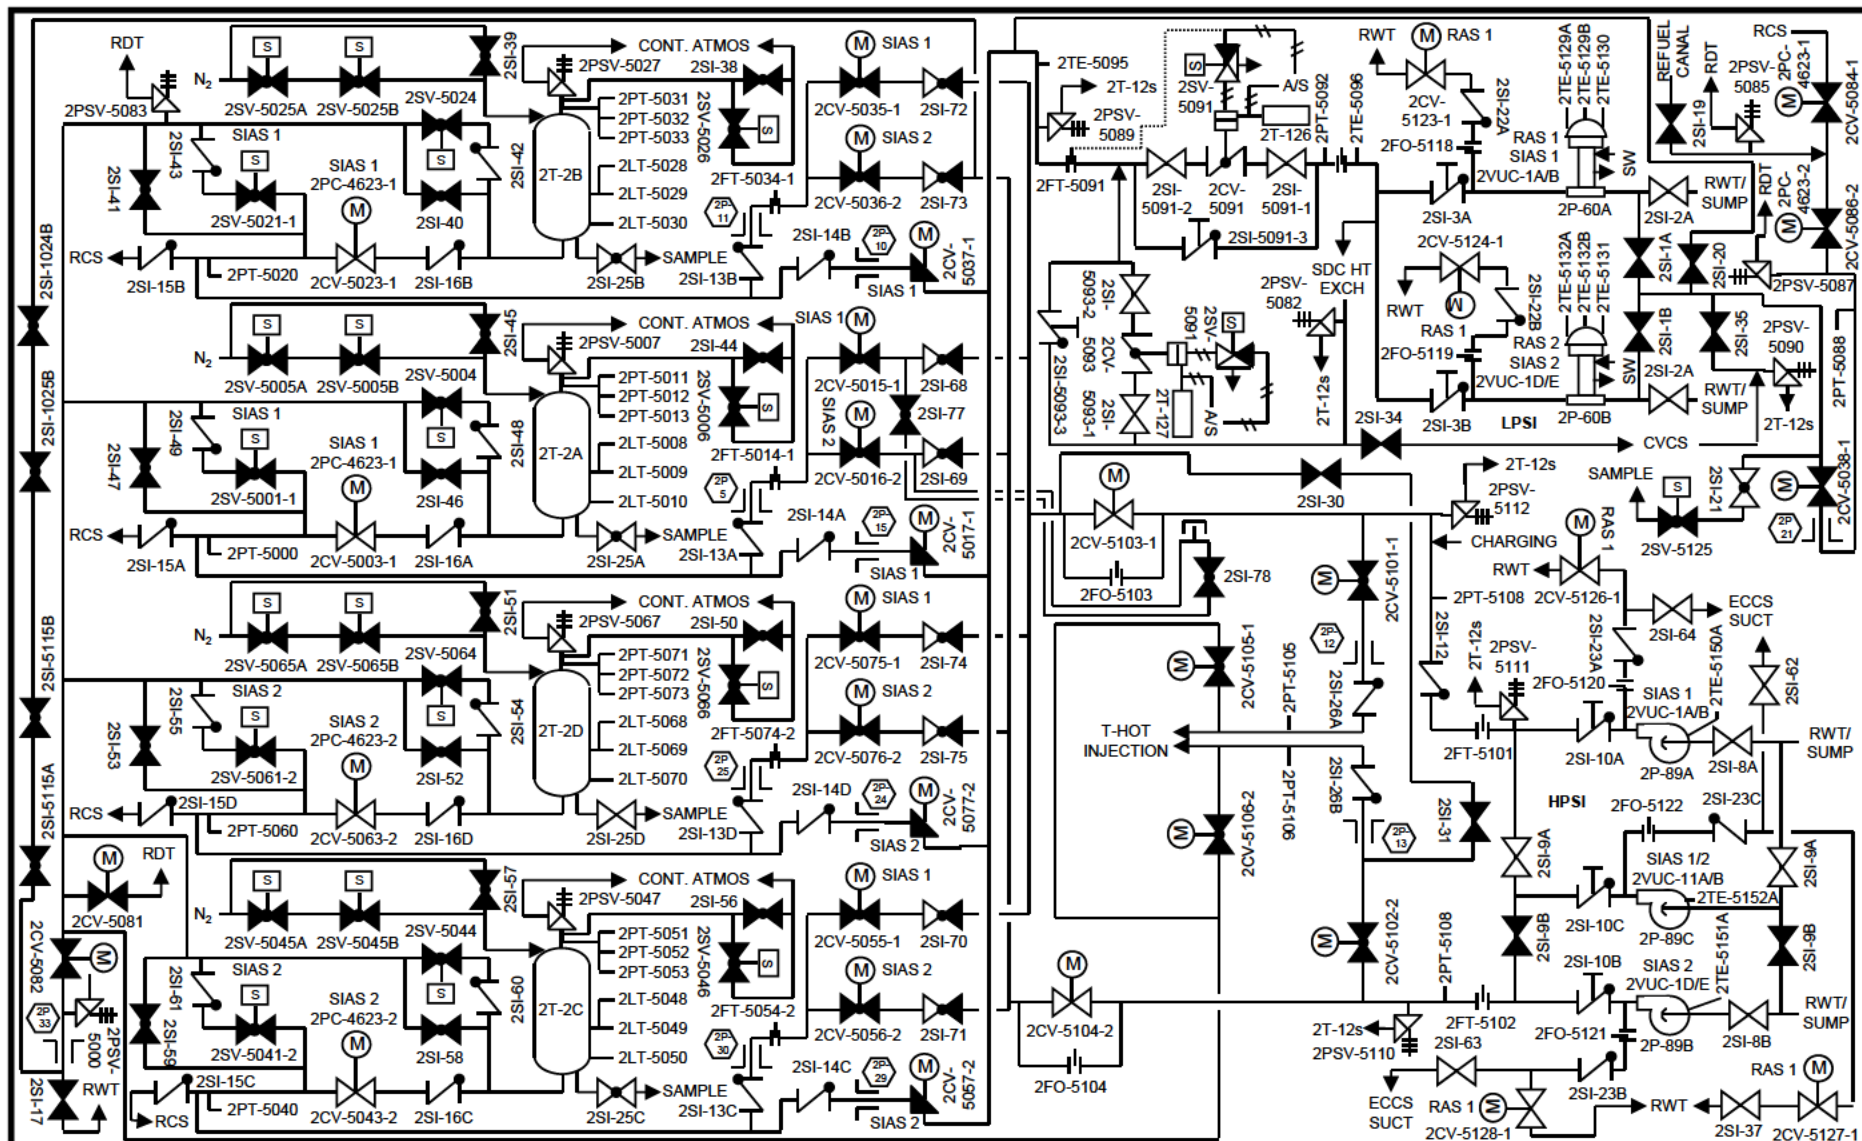 RDT
2PSV-5083
N2
S
S
2SV-5025A
2SV-5025B
2SV-5024
2SI-39
CONT. ATMOS
2PSV-5027
2SI-38
2PT-5031
2PT-5032
2PT-5033
2SV-5026
S
M
SIAS 1
2CV-5035-1
2SI-72
SIAS 2
M
2CV-5036-2
2SI-73
2SI-43
SIAS 1
S
2SV-5021-1
2SI-41
SIAS 1
2PC-4623-1
M
S
2SI-40
2SI-42
2T-2B
2LT-5028
2LT-5029
2LT-5030
2FT-5034-1
2P-11
2SI-14B
2P-10
M
2CV-5037-1
SIAS 1
RCS
2SI-15B
2PT-5020
2CV-5023-1
2SI-16B
2SI-25B
SAMPLE
2SI-13B
2SI-1024B
2SI-1025B
2SI-5115B
2SI-5115A
N2
S
S
2SV-5005A
2SV-5005B
2SV-5004
2SI-45
CONT. ATMOS
2PSV-5007
2SI-44
2PT-5011
2PT-5012
2PT-5013
2SV-5006
S
SIAS 1
M
2CV-5015-1
2SI-68
2SI-77
SIAS 2
M
2CV-5016-2
2SI-69
2SI-49
SIAS 1
S
2SV-5001-1
2SI-47
SIAS 1
2PC-4623-1
M
S
2SI-46
2SI-48
2T-2A
2LT-5008
2LT-5009
2LT-5010
2FT-5014-1
2P-5
2SI-14A
2P-15
M
2CV-5017-1
SIAS 1
RCS
2SI-15A
2PT-5000
2CV-5003-1
2SI-16A
2SI-25A
SAMPLE
2SI-13A
N2
S
S
2SV-5065A
2SV-5065B
2SV-5064
2SI-51
CONT. ATMOS
2PSV-5067
2SI-50
2PT-5071
2PT-5072
2PT-5073
2SV-5066
S
M
SIAS 1
2CV-5075-1
2SI-74
SIAS 2
M
2CV-5076-2
2SI-75
2SI-55
SIAS 2
S
2SV-5061-2
2SI-53
SIAS 2
2PC-4623-2
M
S
2SI-52
2SI-54
2T-2D
2LT-5068
2LT-5069
2LT-5070
2FT-5074-2
2P-25
2SI-14D
2P-24
M
2CV-5077-2
SIAS 2
RCS
2SI-15D
2PT-5060
2CV-5063-2
2SI-16D
2SI-25D
SAMPLE
2SI-13D
M
RDT
2CV-5081
2CV-5082
M
2P-33
2PSV-5000
2SI-17
RWT
N2
S
S
2SV-5045A
2SV-5045B
2SV-5044
2SI-57
CONT. ATMOS
2PSV-5047
2SI-56
2PT-5051
2PT-5052
2PT-5053
2SV-5046
S
M
SIAS 1
2CV-5055-1
2SI-70
SIAS 2
M
2CV-5056-2
2SI-71
2SI-61
SIAS 2
S
2SV-5041-2
2SI-59
SIAS 2
2PC-4623-2
M
S
2SI-58
2SI-60
2T-2C
2LT-5048
2LT-5049
2LT-5050
2FT-5054-2
2P-30
2SI-14C
2P-29
M
2CV-5057-2
SIAS 2
RCS
2SI-15C
2PT-5040
2CV-5043-2
2SI-16C
2SI-25C
SAMPLE
2SI-13C
2TE-5095
2T-12s
2PSV-5089
2FT-5091
S
2SV-5091
A/S
2T-126
2PT-5092
2TE-5096
2SI-5091-2
2CV-5091
2SI-5091-1
2SI-5091-3
RWT
M
RAS 1
2CV-5123-1
2SI-22A
2FO-5118
2SI-3A
2TE-5129A
2TE-5129B
2TE-5130
RAS 1
SIAS 1
2VUC-1A/B
SW
2P-60A
2SI-2A
RWT/
SUMP
REFUEL
CANAL
2SI-19
RDT
2PSV-5085
RCS
2PC-4623-1
M
2CV-5084-1
RDT
2PC-4623-2
M
2CV-5086-2
2PSV-5087
2SI-20
2SI-1A
2SI-1B
2SI-35
2PSV-5090
2T-12s
2PT-5088
SDC HT
EXCH
2PSV-5082
2T-12s
2SI-5093-2
2CV-5093
2SI-5093-1
2SI-5093-3
2SV-5091
S
2T-127
A/S
2CV-5124-1
RWT
M
RAS 1
2SI-22B
2FO-5119
2SI-3B
2TE-5132A
2TE-5132B
2TE-5131
RAS 2
SIAS 2
2VUC-1D/E
SW
2P-60B
2SI-2A
RWT/
SUMP
LPSI
2SI-34
CVCS
2SI-30
M
2CV-5103-1
2FO-5103
2SI-78
M
2CV-5101-1
2T-12s
2PSV-5112
CHARGING
2PT-5108
2SI-12
SAMPLE
S
2SV-5125
2SI-21
M
2CV-5038-1
2P-21
RAS 1
M
RWT
2CV-5126-1
2SI-64
ECCS
SUCT
2SI-23A
2FO-5120
2SI-62
2T-12s
2PSV-5111
2FT-5101
2SI-10A
SIAS 1
2VUC-1A/B
2TE-5150A
2P-89A
2SI-8A
RWT/
SUMP
M
2CV-5105-1
2PT-5105
2P-12
2SI-26A
T-HOT
INJECTION
2PT-5106
2SI-26B
2P-13
M
2CV-5106-2
2SI-31
HPSI
2FO-5122
2SI-23C
2SI-9A
2SI-9A
SIAS 1/2
2VUC-11A/B
2TE-5152A
2SI-10C
2P-89C
2SI-9B
2SI-9B
M
2CV-5102-2
2PT-5108
2SI-10B
SIAS 2
2VUC-1D/E
2TE-5151A
2P-89B
2SI-8B
RWT/
SUMP
M
2CV-5104-2
2FO-5104
2FT-5102
2T-12s
2PSV-5110
2SI-63
2FO-5121
2SI-23B
ECCS
SUCT
RAS 1
M
2CV-5128-1
RWT
2SI-37
RAS 1
M
2CV-5127-1